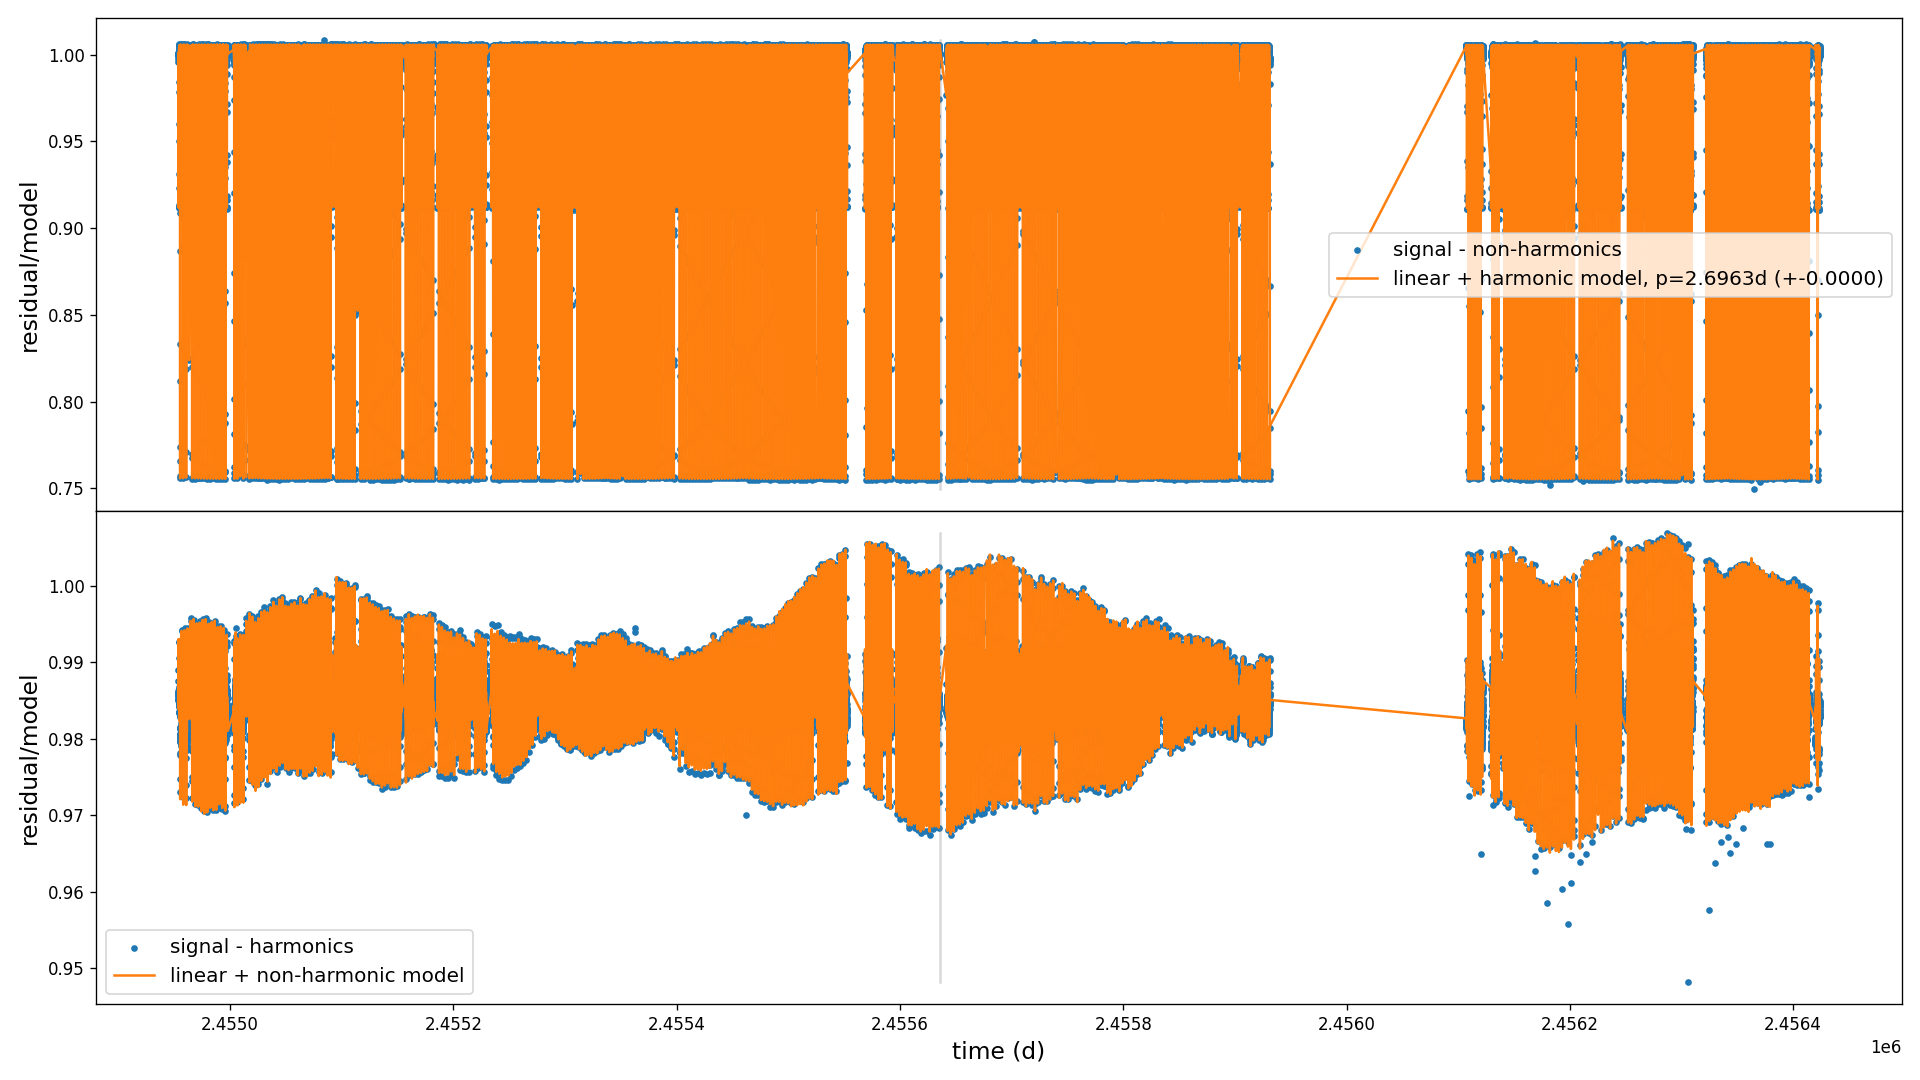 1.00
0.95
0.90
0.85
0.80
0.75
residual/model
signal - non-harmonics
linear + harmonic model, p=2.6963d (+-0.0000)
1.00
0.99
0.98
0.97
0.96
0.95
residual/model
signal - harmonics
linear + non-harmonic model
2.4550 2.4552 2.4554 2.4556 2.4558 2.4560 2.4562 2.4564
time (d)
1e6